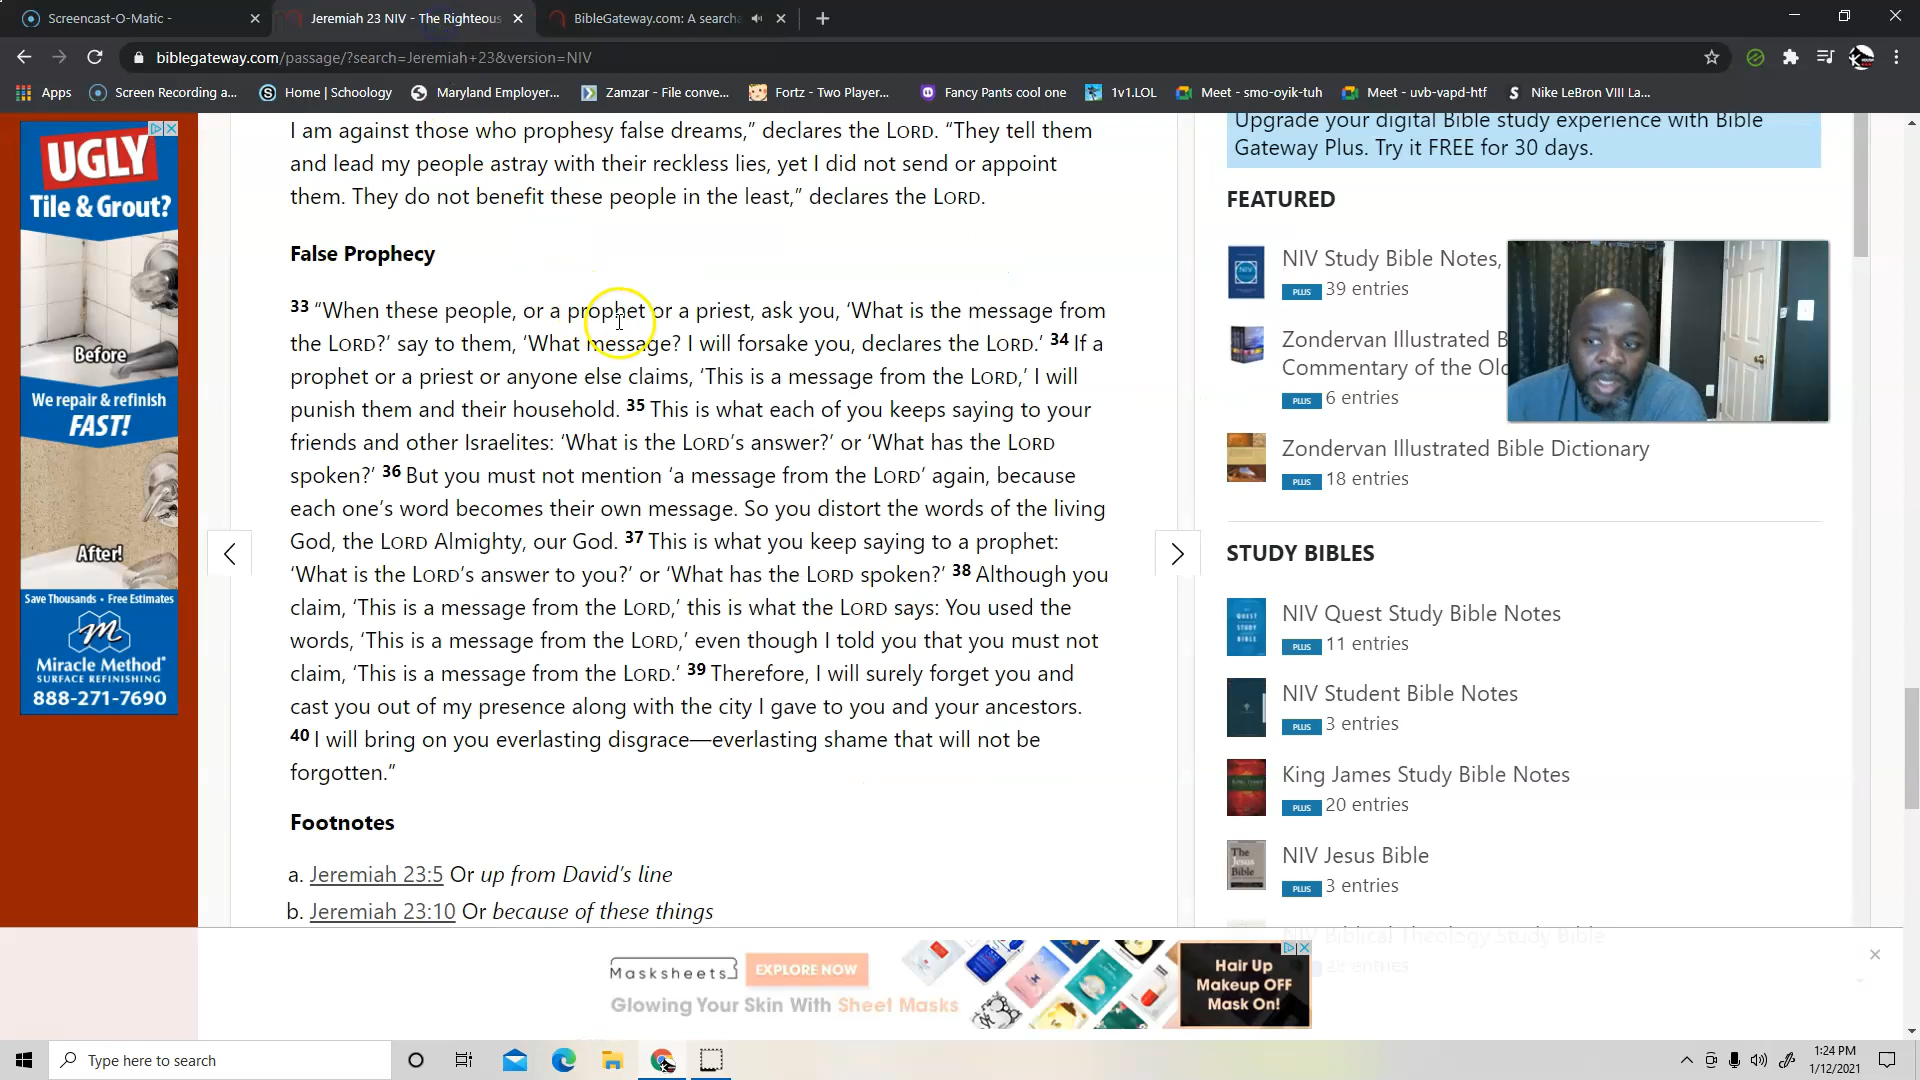 Screencast-O-Matic -
Jeremiah 23 NIV - The Righteous
BibleGateway.com: A searcha
biblegateway.com/passage/?search=Jeremiah+23&version=NIV
Apps
Screen Recording a...
Home | Schoology
Maryland Employer...
Zamzar - File conve...
Fortz - Two Player...
Fancy Pants cool one
1v1.LOL
Meet - smo-oyik-tuh
Meet - uvb-vapd-htf
Nike LeBron VIII La...
UGLY
Tile & Grout?
Before
We repair & refinish
FAST!
After!
Save Thousands • Free Estimates
Miracle Method®
SURFACE REFINISHING
888-271-7690
I am against those who prophesy false dreams,” declares the LORD. “They tell them
and lead my people astray with their reckless lies, yet I did not send or appoint
them. They do not benefit these people in the least,” declares the LORD.
False Prophecy
33 “When these people, or a prophet or a priest, ask you, ‘What is the message from
the LORD?’ say to them, ‘What message? I will forsake you, declares the LORD.’ 34 If a
prophet or a priest or anyone else claims, ‘This is a message from the LORD,’ I will
punish them and their household. 35 This is what each of you keeps saying to your
friends and other Israelites: ‘What is the LORD’s answer?’ or ‘What has the LORD
spoken?’ 36 But you must not mention ‘a message from the LORD’ again, because
each one’s word becomes their own message. So you distort the words of the living
God, the LORD Almighty, our God. 37 This is what you keep saying to a prophet:
‘What is the LORD’s answer to you?’ or ‘What has the LORD spoken?’ 38 Although you
claim, ‘This is a message from the LORD,’ this is what the LORD says: You used the
words, ‘This is a message from the LORD,’ even though I told you that you must not
claim, ‘This is a message from the LORD.’ 39 Therefore, I will surely forget you and
cast you out of my presence along with the city I gave to you and your ancestors.
40 I will bring on you everlasting disgrace—everlasting shame that will not be
forgotten.”
Footnotes
a. Jeremiah 23:5 Or up from David’s line
b. Jeremiah 23:10 Or because of these things
Upgrade your digital Bible study experience with Bible
Gateway Plus. Try it FREE for 30 days.
FEATURED
NIV Study Bible Notes,
PLUS 39 entries
Zondervan Illustrated B
Commentary of the Ol
PLUS 6 entries
Zondervan Illustrated Bible Dictionary
PLUS 18 entries
STUDY BIBLES
NIV Quest Study Bible Notes
PLUS 11 entries
NIV Student Bible Notes
PLUS 3 entries
King James Study Bible Notes
PLUS 20 entries
The Jesus Bible
NIV Jesus Bible
PLUS 3 entries
NIV Biblical Theology Study Bible
entries
Masksheets
EXPLORE NOW
Glowing Your Skin With Sheet Masks
Hair Up
Makeup OFF
Mask On!
Type here to search
1:24 PM
1/12/2021